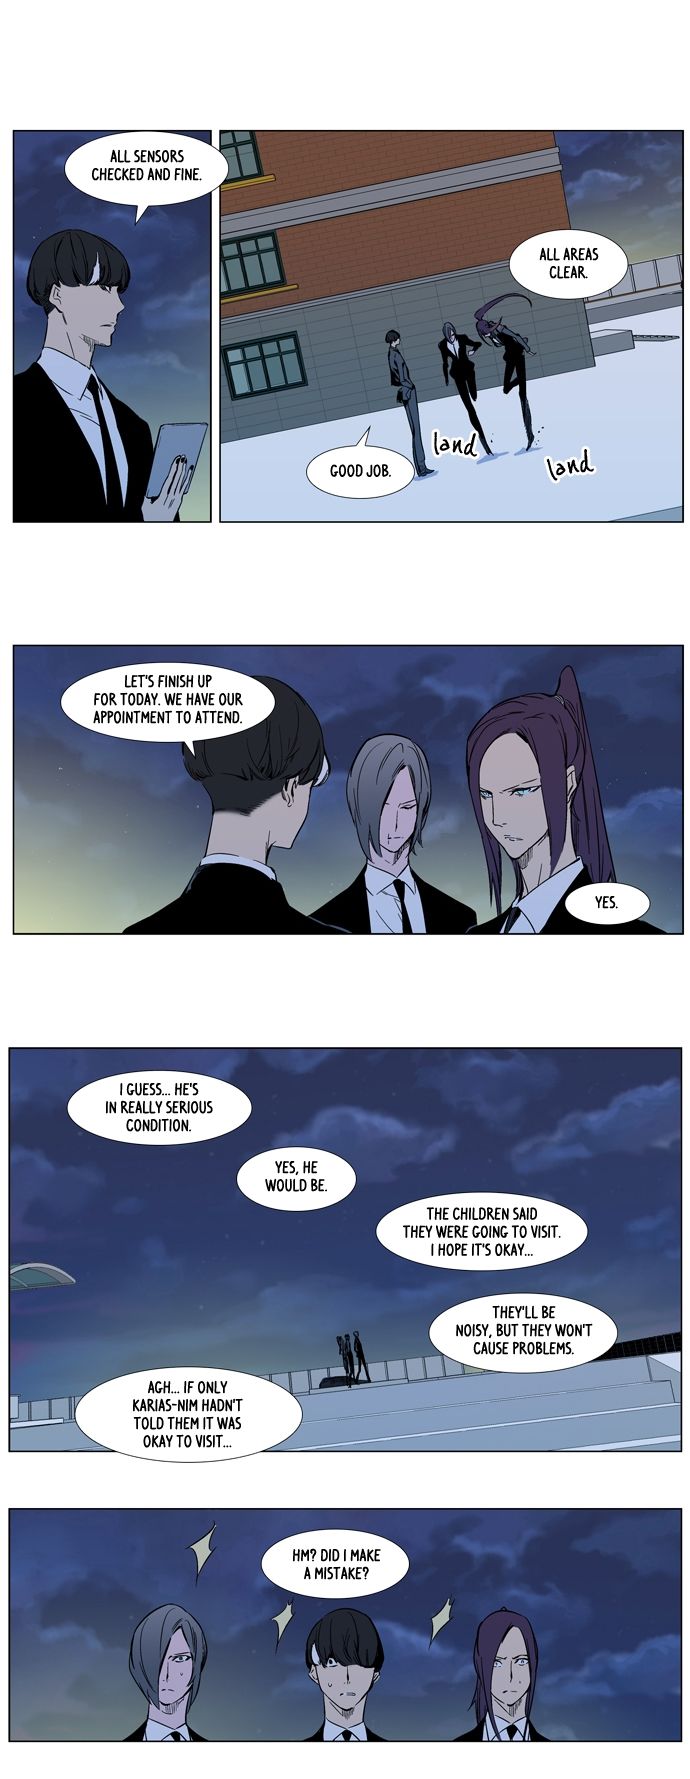 ALL SENSORS
CHECKED AND FINE.
ALL AREAS
CLEAR.
land
land
GOOD JOB.
LET'S FINISH UP
FOR TODAY. WE HAVE OUR
APPOINTMENT TO ATTEND.
YES.
I GUESS... HE'S
IN REALLY SERIOUS
CONDITION.
YES, HE
WOULD BE.
THE CHILDREN SAID
THEY WERE GOING TO VISIT.
I HOPE IT'S OKAY...
THEY'LL BE
NOISY, BUT THEY WON'T
CAUSE PROBLEMS.
AGH... IF ONLY
KARIAS-NIM HADN'T
TOLD THEM IT WAS
OKAY TO VISIT...
HM? DID I MAKE
A MISTAKE?